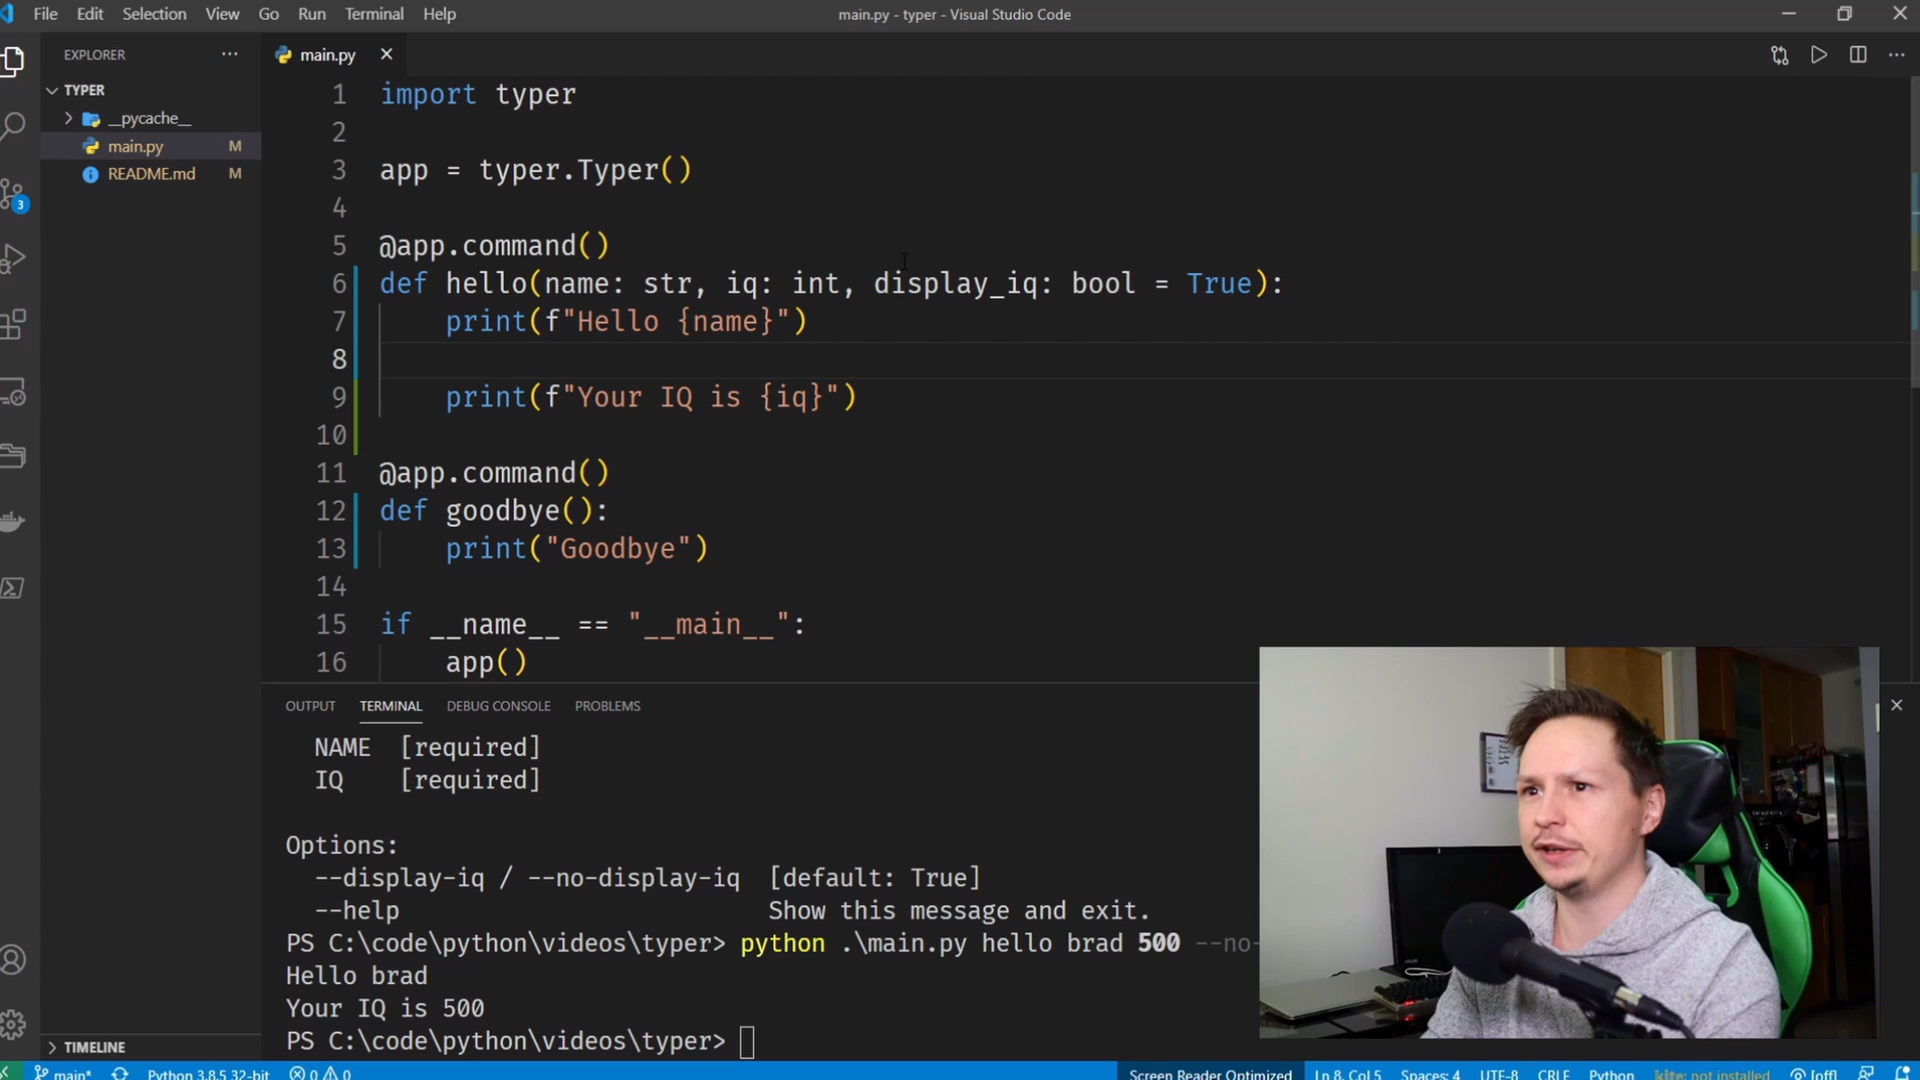 File Edit Selection View Go Run Terminal Help
main.py - typer - Visual Studio Code
EXPLORER ···
main.py
TYPER
__pycache__
main.py M
README.md M
3
1 import typer
2
3 app = typer.Typer()
4
5 @app.command()
6 def hello(name: str, iq: int, display_iq: bool = True):
7 print(f"Hello {name}")
8
9 print(f"Your IQ is {iq}")
10
11 @app.command()
12 def goodbye():
13 print("Goodbye")
14
15 if __name__ == "__main__":
16 app()
OUTPUT TERMINAL DEBUG CONSOLE PROBLEMS
NAME [required]
IQ [required]
Options:
--display-iq / --no-display-iq [default: True]
--help Show this message and exit.
PS C:\code\python\videos\typer> python .\main.py hello brad 500 --no-
Hello brad
Your IQ is 500
PS C:\code\python\videos\typer>
TIMELINE
main* Python 3.8.5 32-bit 0 0 Screen Reader Optimized Ln 8, Col 5 Spaces: 4 UTF-8 CRLF Python kite: not installed [off]